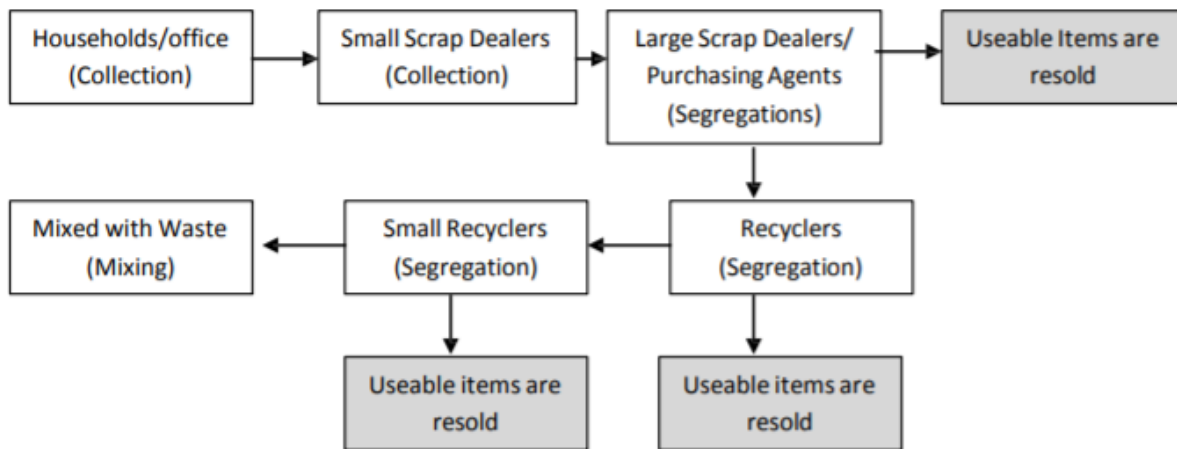 Households/office
(Collection)
Small Scrap Dealers
(Collection)
Large Scrap Dealers/
Purchasing Agents
(Segregations)
Useable Items are
resold
Mixed with Waste
(Mixing)
Small Recyclers
(Segregation)
Recyclers
(Segregation)
Useable items are
resold
Useable items are
resold